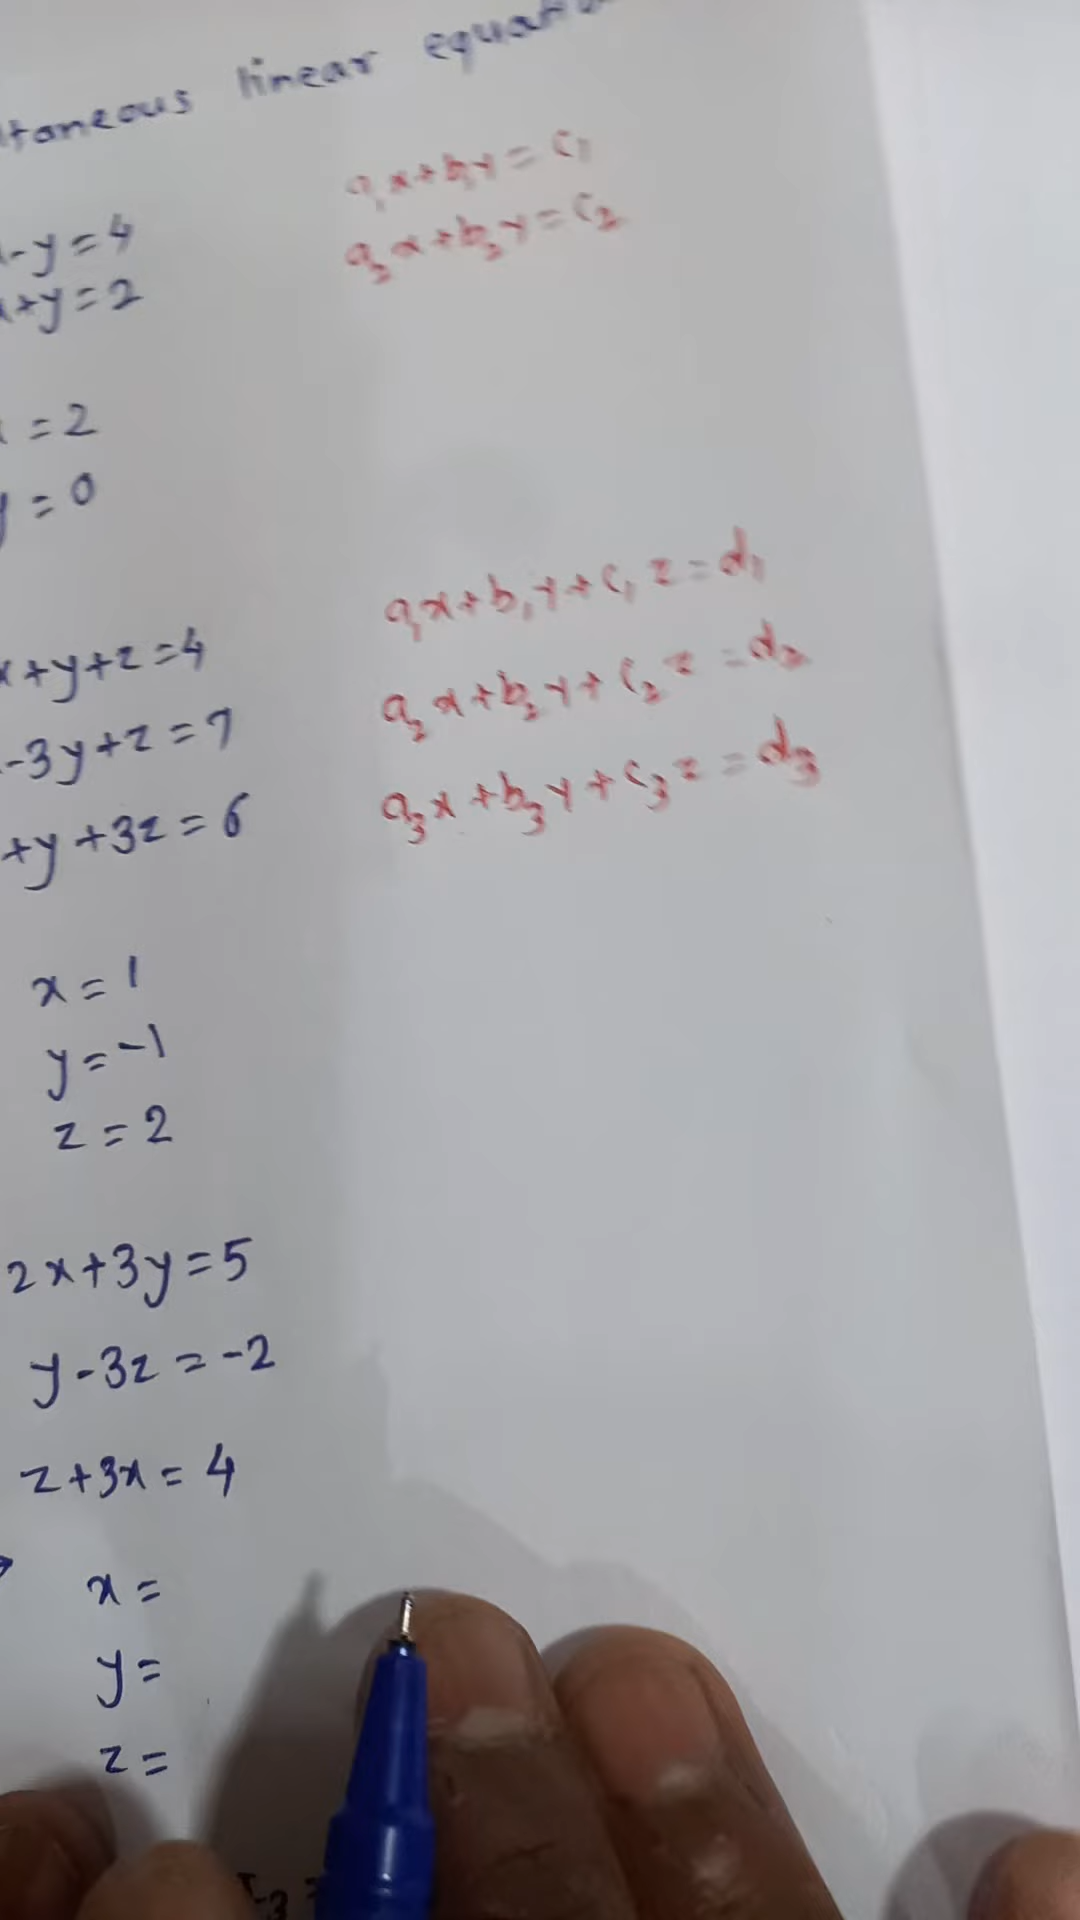 linear
a₁x+b₁y=c₁
-y=4
a₂x+b₂y=c₂
+y=2
=2
y=0
a₁x+b₁y+c₁z=d₁
x+y+z=4
a₂x+b₂y+c₂z=d₂
-3y+z=7
a₃x+b₃y+c₃z=d₃
+y+3z=6
x=1
y=-1
z=2
2x+3y=5
y-3z=-2
z+3x=4
x=
y=
z=